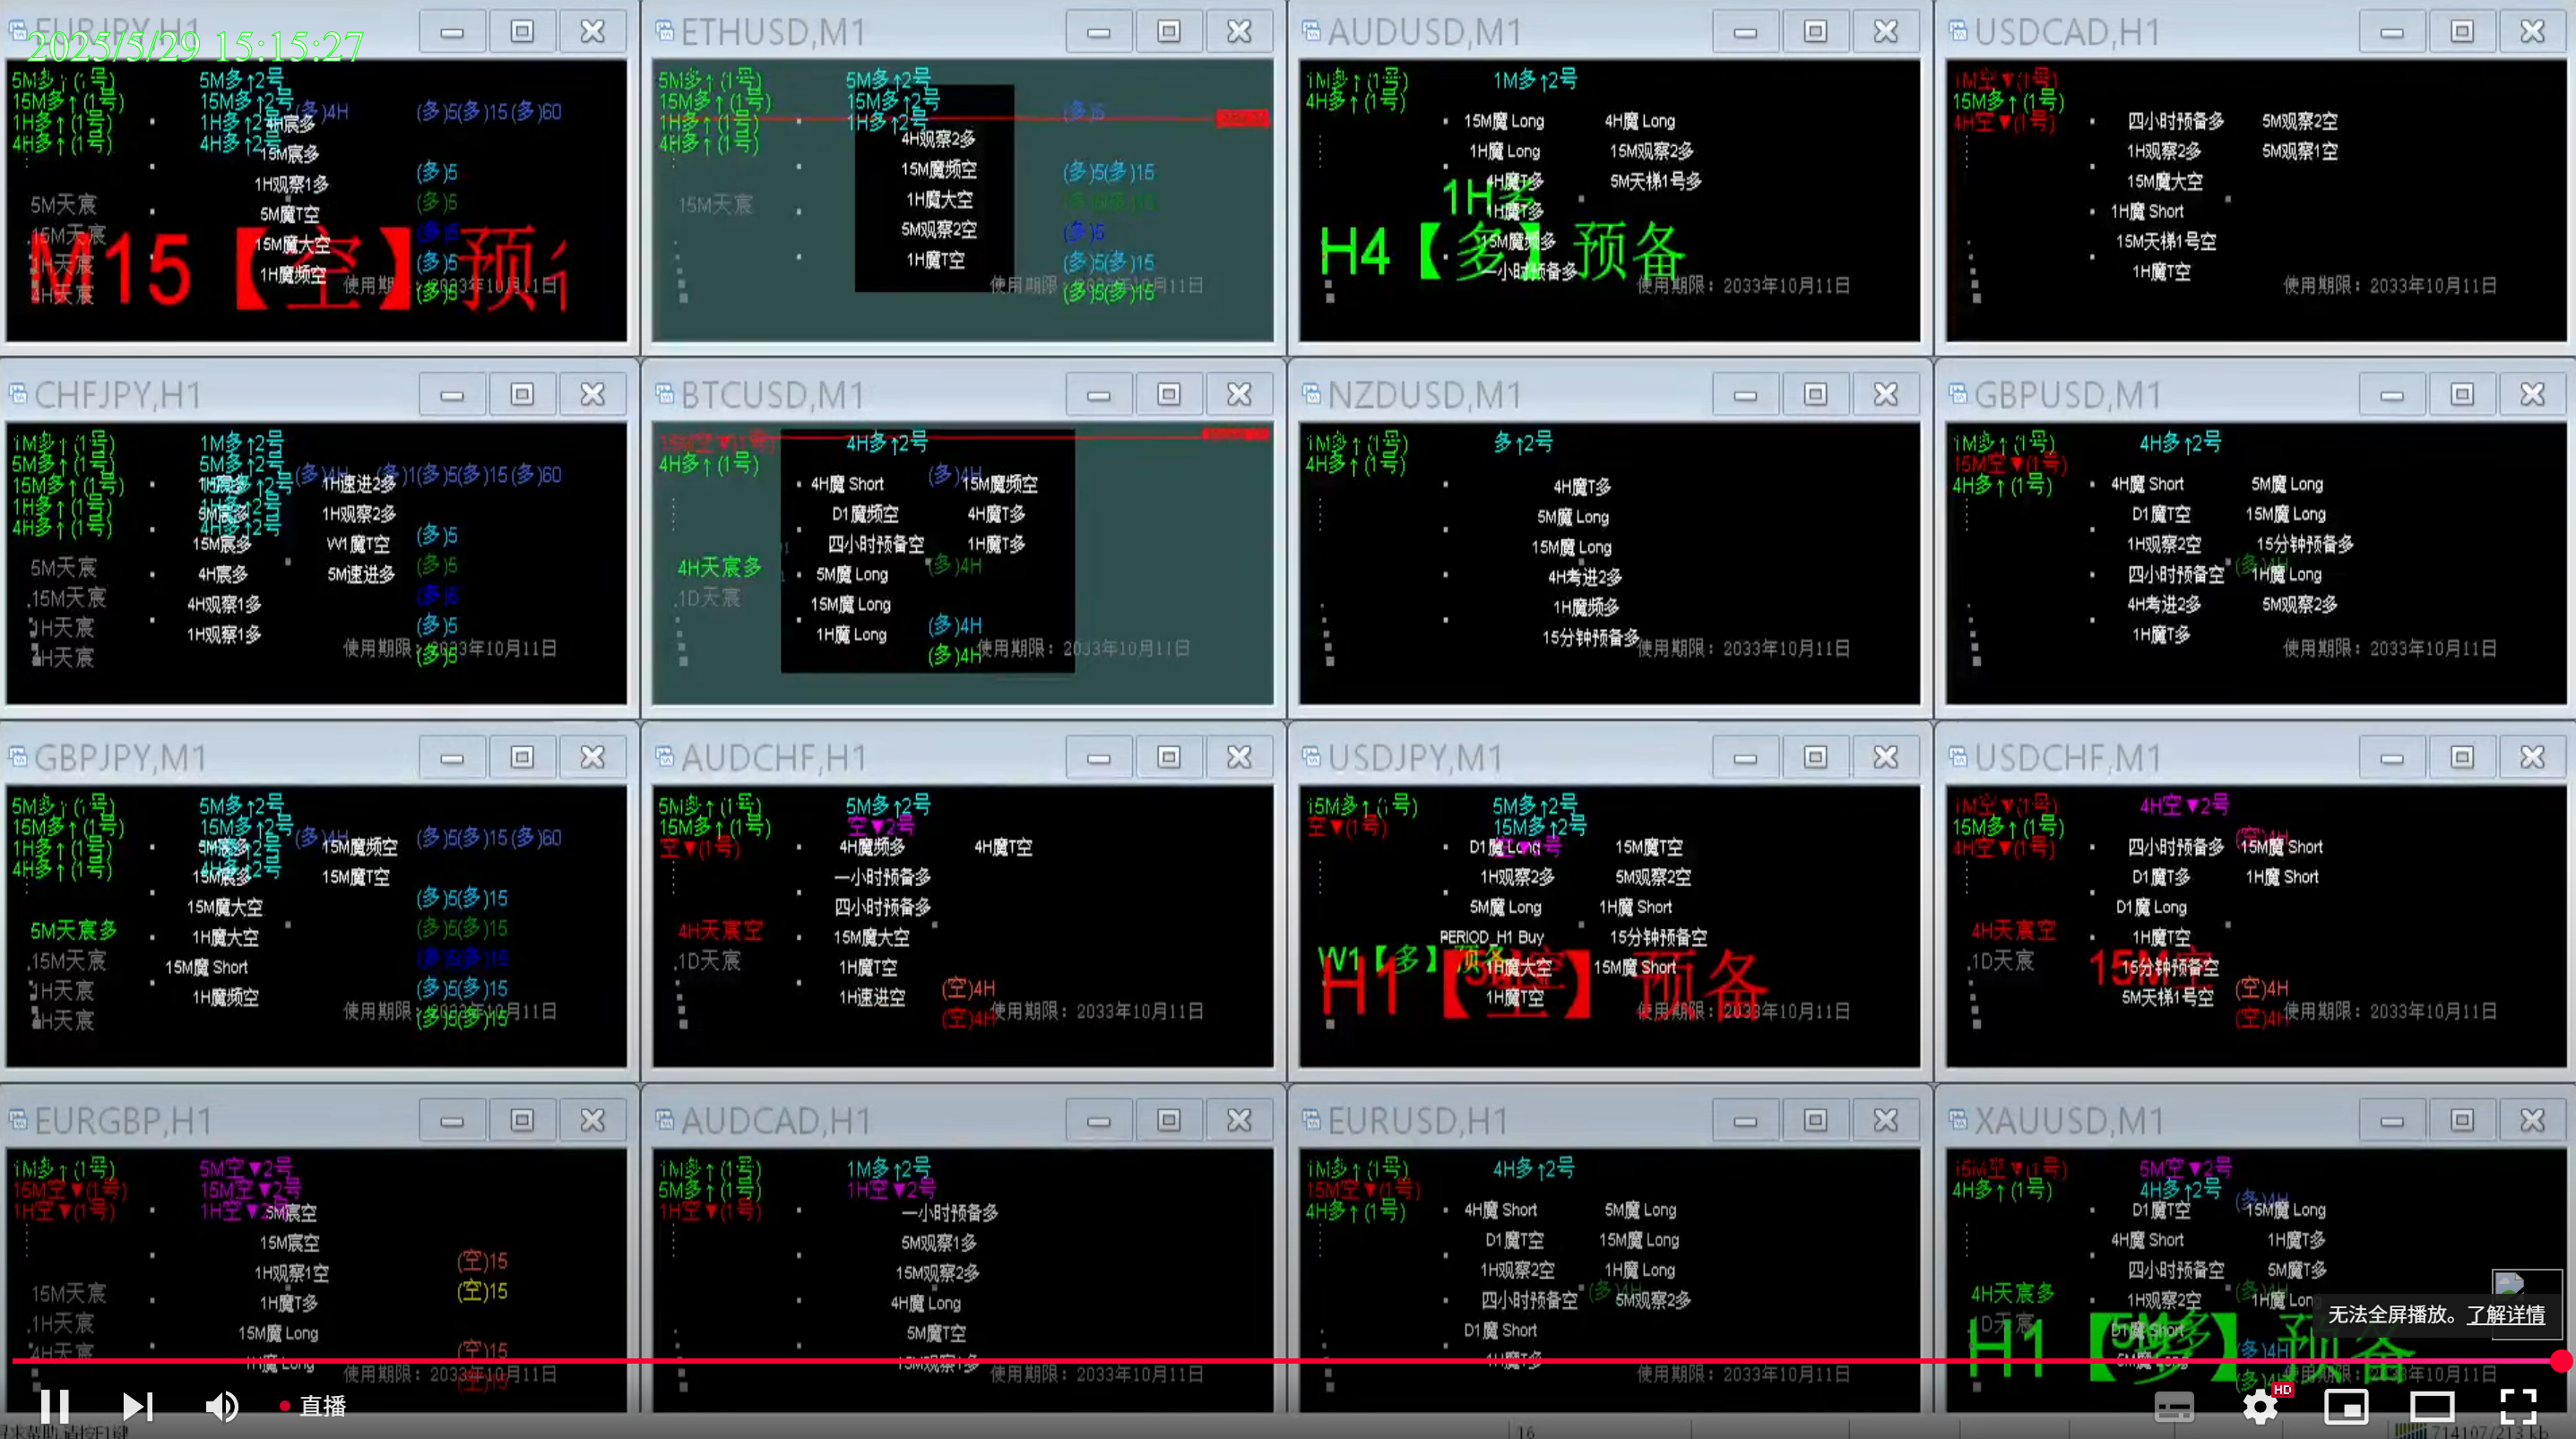 EURJPY,H1
2025/5/29 15:15:27
5M多↑(1号) 5M多↑2号
15M多↑(1号) 15M多↑2号 (多)4H (多)5(多)15(多)60
1H多↑(1号) 1H多↑2号 4H宸多
4H多↑(1号) 4H多↑2号 15M宸多
1H观察1多 (多)5
5M天宸 5M魔T空 (多)5
15M天宸 15M魔大空 (多)5
1H天宸 1H魔频空 (多)5
4H天宸 (多)5
M15【空】预
ETHUSD,M1
5M多↑(1号) 5M多↑2号
15M多↑(1号) 15M多↑2号 (多)5
1H多↑(1号) 1H多↑2号
4H多↑(1号) 4H观察2多
15M魔频空 (多)5(多)15
15M天宸 1H魔大空
5M观察2空 (多)5
1H魔T空 (多)5(多)15
使用期限：2033年10月11日
(多)5(多)15
AUDUSD,M1
1M多↑(1号) 1M多↑2号
4H多↑(1号)
15M魔 Long 4H魔 Long
1H魔 Long 15M观察2多
4H魔T多 5M天梯1号多
1H多
1H魔T多
15M魔频多
H4【多】预备
一小时预备多
使用期限：2033年10月11日
USDCAD,H1
1M空▼(1号)
15M多↑(1号)
4H空▼(1号)
四小时预备多 5M观察2空
1H观察2多 5M观察1空
15M魔大空
1H魔 Short
15M天梯1号空
1H魔T空
使用期限：2033年10月11日
CHFJPY,H1
1M多↑(1号) 1M多↑2号
5M多↑(1号) 5M多↑2号 (多)4H (多)1(多)5(多)15(多)60
15M多↑(1号) 15M多↑2号 1H速进2多
1H多↑(1号) 1H多↑2号 1H观察2多
4H多↑(1号) 4H多↑2号 (多)5
15M宸多 W1魔T空
5M天宸 4H宸多 5M速进多 (多)5
.15M天宸 4H观察1多 (多)5
1H天宸 1H观察1多 (多)5
4H天宸 使用期限：2033年10月11日
(多)5
BTCUSD,M1
15M空▼(1号) 4H多↑2号
4H多↑(1号) (多)4H
4H魔 Short 15M魔频空
D1魔频空 4H魔T多
四小时预备空 1H魔T多
4H天宸多 5M魔 Long (多)4H
.1D天宸 15M魔 Long
1H魔 Long (多)4H
(多)4H 使用期限：2033年10月11日
NZDUSD,M1
1M多↑(1号) 多↑2号
4H多↑(1号)
4H魔T多
5M魔 Long
15M魔 Long
4H考进2多
1H魔频多
15分钟预备多
使用期限：2033年10月11日
GBPUSD,M1
1M多↑(1号) 4H多↑2号
15M空▼(1号)
4H多↑(1号)
4H魔 Short 5M魔 Long
D1魔T空 15M魔 Long
1H观察2空 15分钟预备多
四小时预备空 1H魔 Long
4H考进2多 5M观察2多
1H魔T多
使用期限：2033年10月11日
GBPJPY,M1
5M多↑(1号) 5M多↑2号
15M多↑(1号) 15M多↑2号 (多)4H (多)5(多)15(多)60
1H多↑(1号) 5M宸多 15M魔频空
4H多↑(1号) 15M宸多 15M魔T空
15M魔大空 (多)5(多)15
5M天宸多 1H魔大空 (多)5(多)15
.15M天宸 15M魔 Short
1H天宸 1H魔频空 (多)5(多)15
4H天宸 使用期限：2033年10月11日
(多)5(多)15
AUDCHF,H1
5M多↑(1号) 5M多↑2号
15M多↑(1号) 空▼2号
空▼(1号)
4H魔频多 4H魔T空
一小时预备多
四小时预备多
4H天宸空 15M魔大空
.1D天宸 1H魔T空
1H速进空 (空)4H
(空)4H 使用期限：2033年10月11日
USDJPY,M1
15M多↑(1号) 5M多↑2号
空▼(1号) 15M多↑2号
D1魔 Long 15M魔T空
1H观察2多 5M观察2空
5M魔 Long 1H魔 Short
PERIOD_H1 Buy 15分钟预备空
W1【多】预备
1H魔大空 15M魔 Short
H1【空】预备
1H魔T空
使用期限：2033年10月11日
USDCHF,M1
1M空▼(1号) 4H空▼2号
15M多↑(1号) (空)4H
4H空▼(1号)
四小时预备多 15M魔 Short
D1魔T多 1H魔 Short
D1魔 Long
4H天宸空 1H魔T空
.1D天宸 15M空
15分钟预备空
5M天梯1号空 (空)4H
(空)4H 使用期限：2033年10月11日
EURGBP,H1
1M多↑(1号) 5M空▼2号
15M空▼(1号) 15M空▼2号
1H空▼(1号) 1H空▼2号 5M宸空
15M宸空
1H观察1空 (空)15
15M天宸 1H魔T多 (空)15
.1H天宸 15M魔 Long
4H天宸 (空)15
1H魔 Long
使用期限：2033年10月11日
AUDCAD,H1
1M多↑(1号) 1M多↑2号
5M多↑(1号) 1H空▼2号
1H空▼(1号)
一小时预备多
5M观察1多
15M观察2多
4H魔 Long
5M魔T空
15M观察1多
使用期限：2033年10月11日
EURUSD,H1
1M多↑(1号) 4H多↑2号
15M空▼(1号)
4H多↑(1号)
4H魔 Short 5M魔 Long
D1魔T空 15M魔 Long
1H观察2空 1H魔 Long
四小时预备空 (多)4H 5M观察2多
D1魔 Short
1H魔T多
使用期限：2033年10月11日
XAUUSD,M1
15M空▼(1号) 5M空▼2号
4H多↑(1号) 4H多↑2号 (多)4H
D1魔T空 15M魔 Long
4H魔 Short 1H魔T多
四小时预备空 5M魔T多
4H天宸多 1H观察2空 1H魔 Lon
.1D天宸 D1魔 Short
H1【多】预备
(多)4H
使用期限：2033年10月11日
无法全屏播放。了解详情
直播
HD
16
714107/213 kb